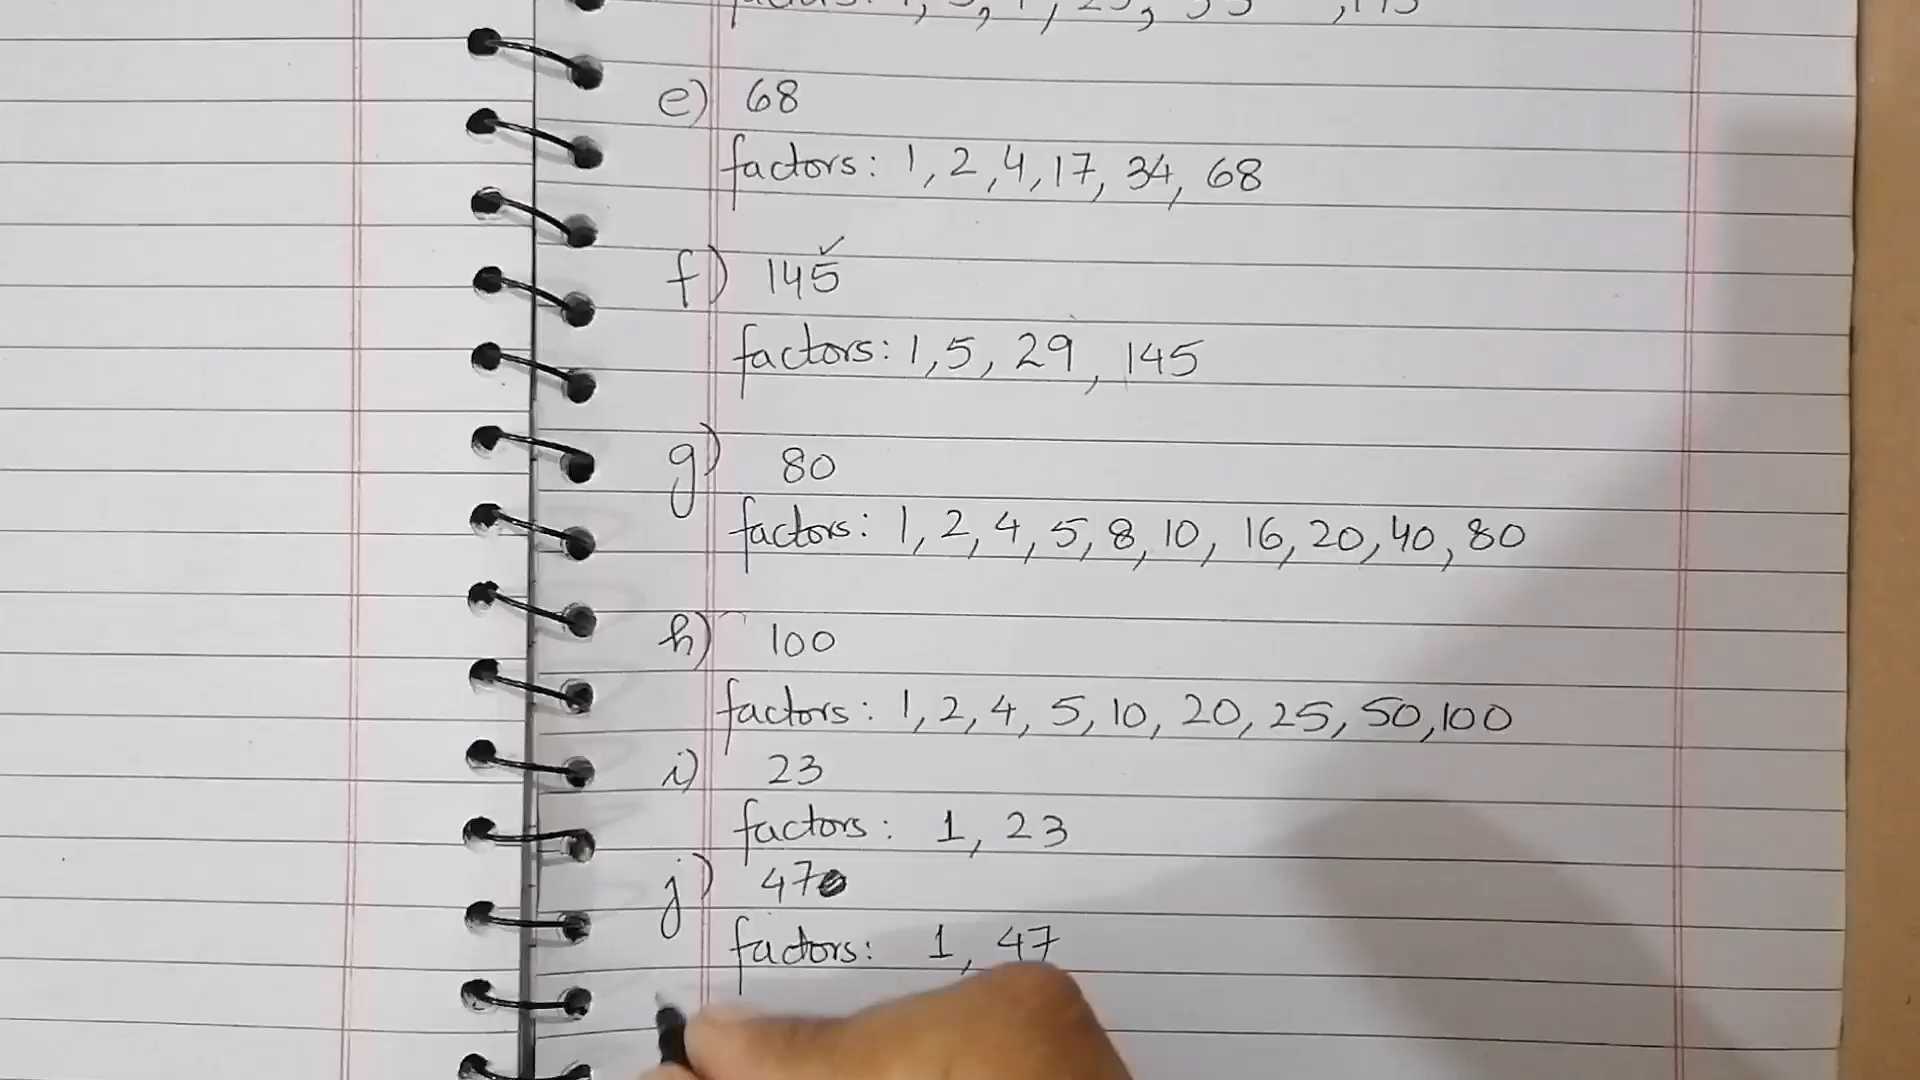 e) 68
factors: 1, 2, 4, 17, 34, 68
f) 145
factors: 1, 5, 29, 145
g) 80
factors: 1, 2, 4, 5, 8, 10, 16, 20, 40, 80
h) 100
factors: 1, 2, 4, 5, 10, 20, 25, 50, 100
i) 23
factors: 1, 23
j) 47
factors: 1, 47